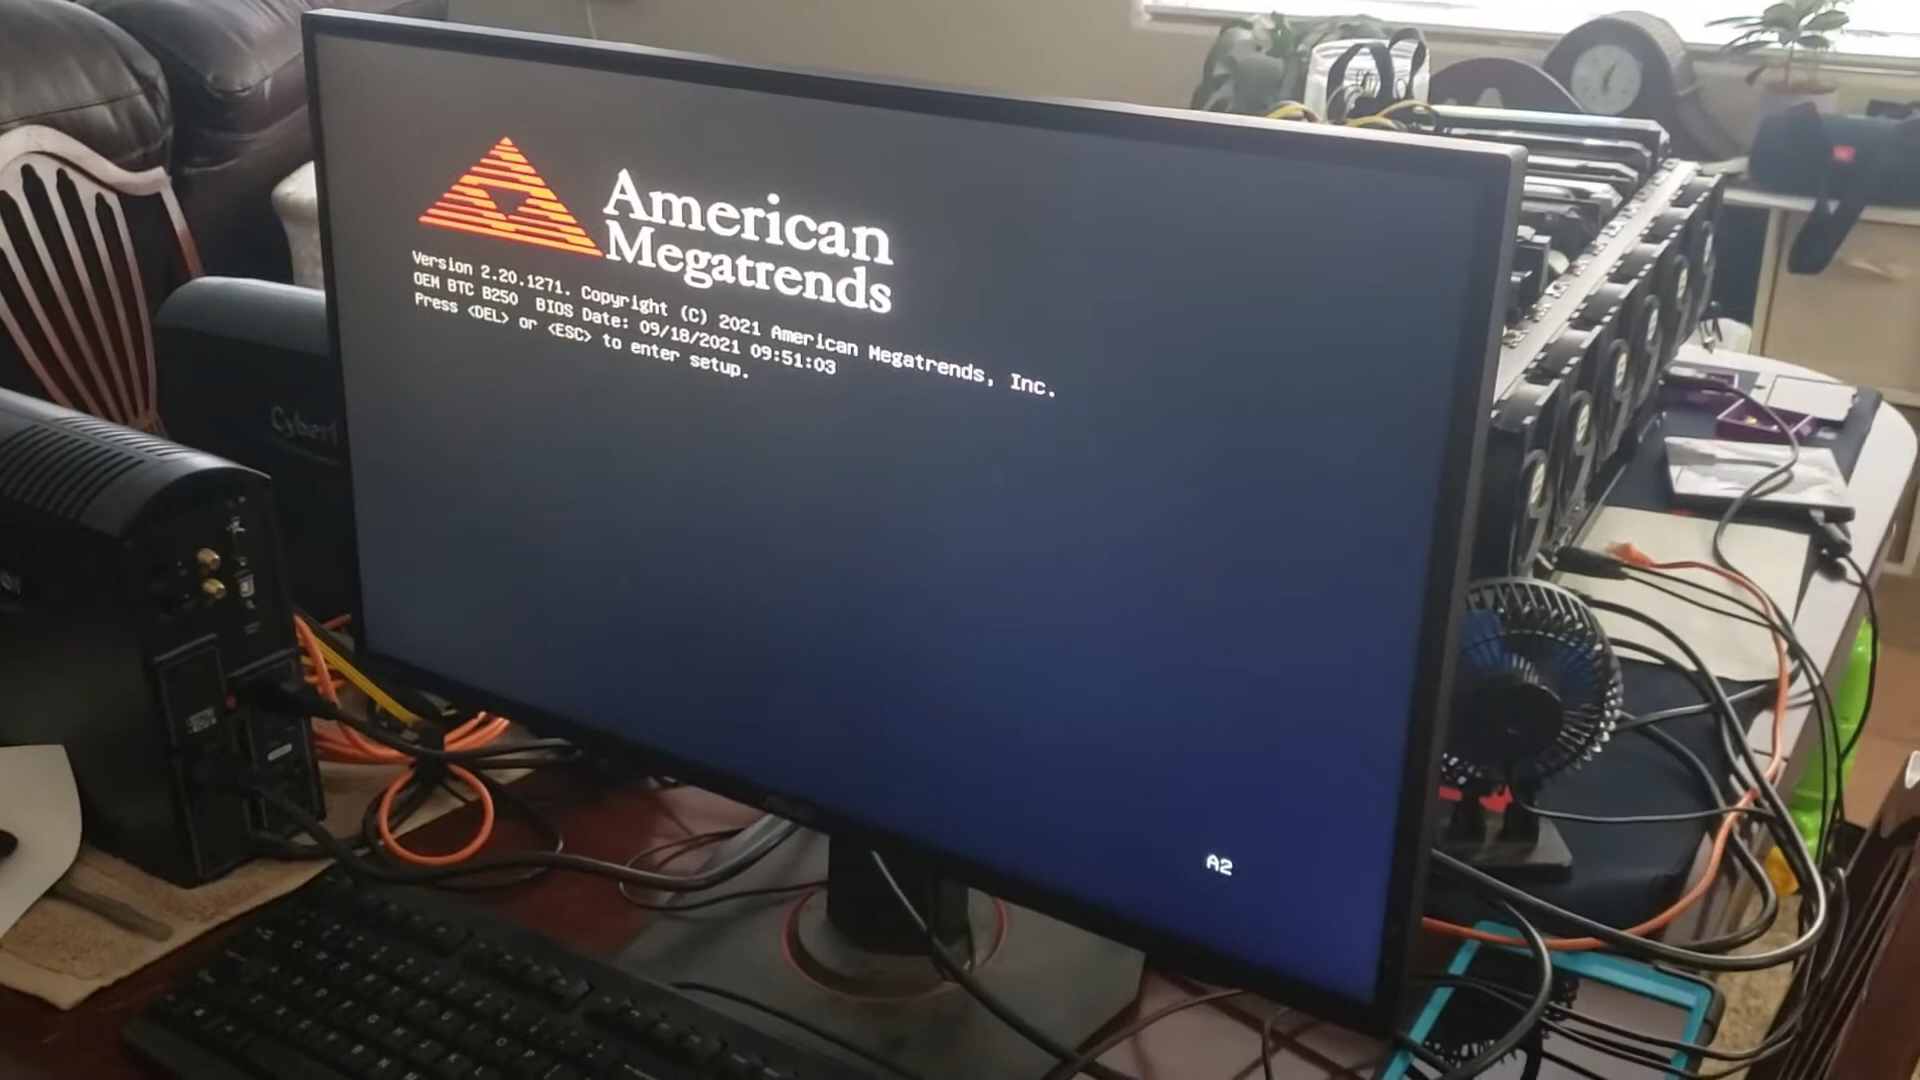 American
Megatrends
Version 2.20.1271. Copyright (C) 2021 American Megatrends, Inc.
OEM BTC B250  BIOS Date: 09/18/2021 09:51:03
Press <DEL> or <ESC> to enter setup.
A2